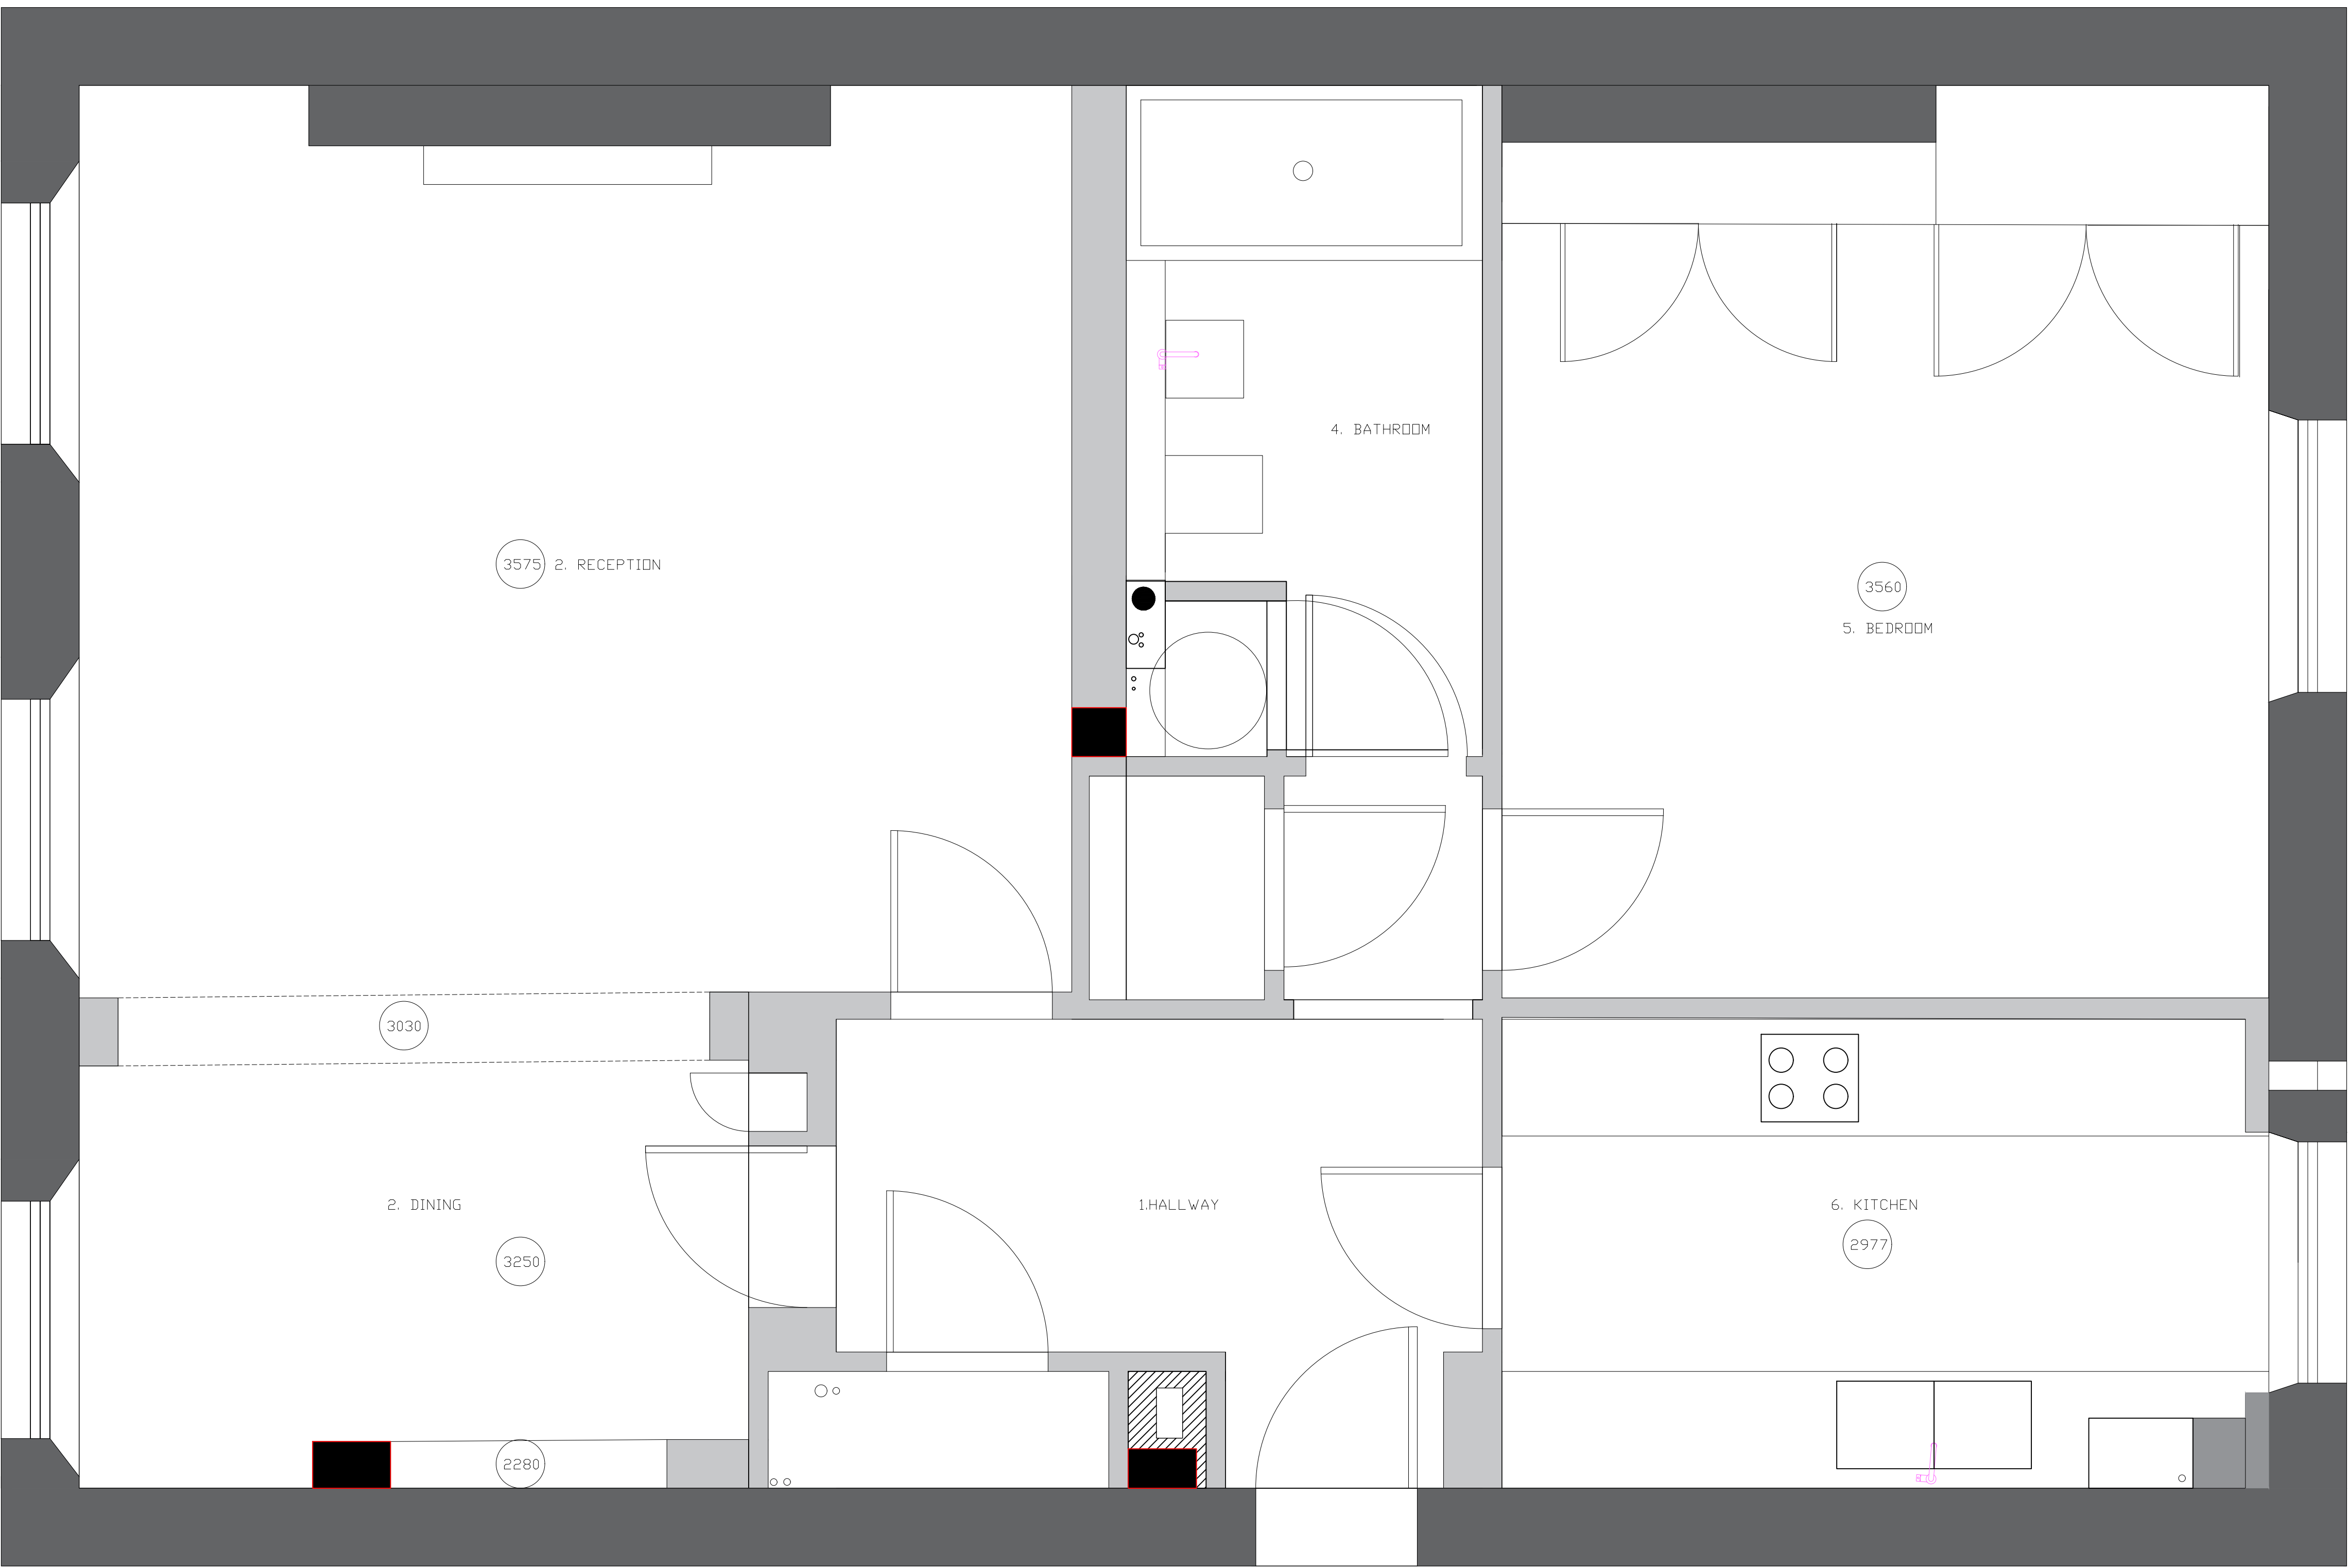 4. BATHROOM
3575 2. RECEPTION
3560
5. BEDROOM
3030
2. DINING
1.HALLWAY
6. KITCHEN
2977
3250
2280